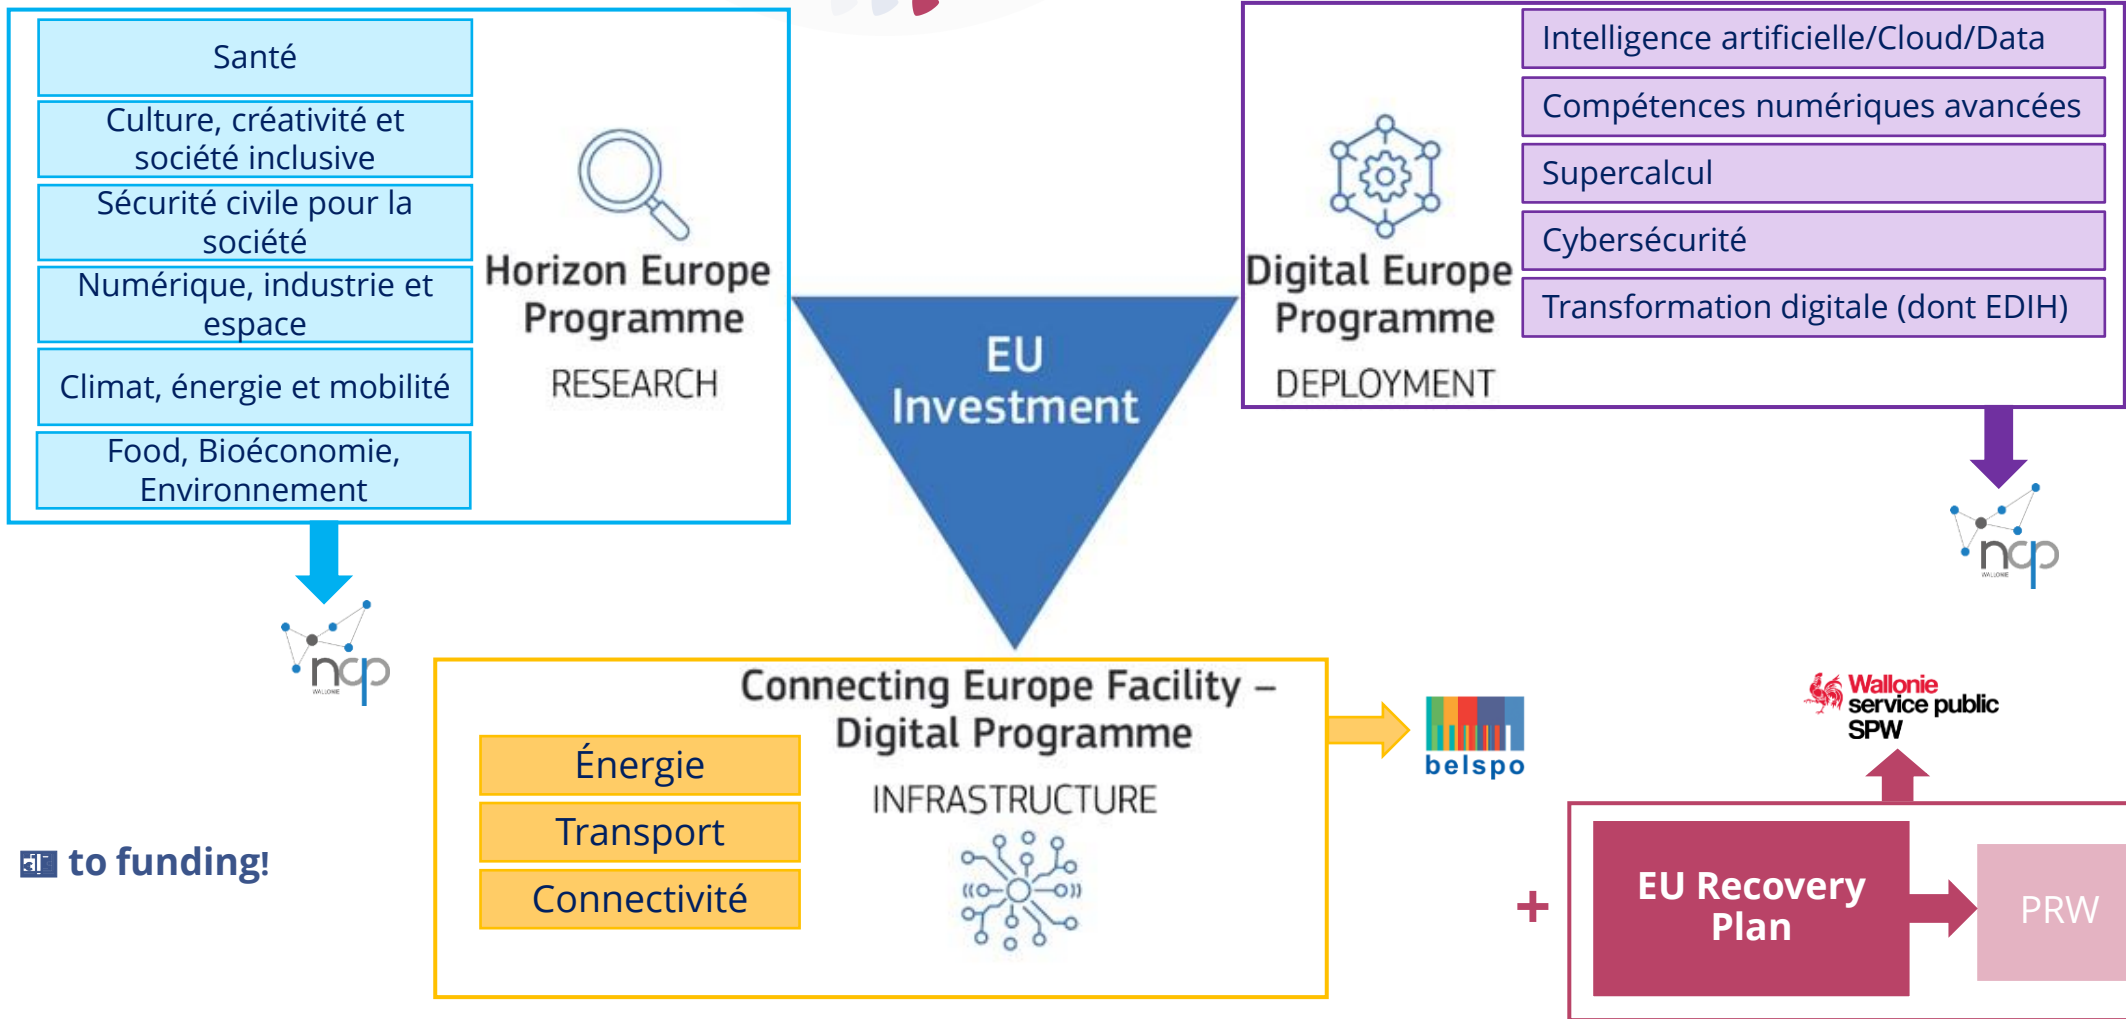 Santé
Culture, créativité et
société inclusive
Sécurité civile pour la
société
Numérique, industrie et
espace
Climat, énergie et mobilité
Food, Bioéconomie,
Environnement
Horizon Europe
Programme
RESEARCH
ncp
WALLONIE
EU
Investment
Digital Europe
Programme
DEPLOYMENT
Intelligence artificielle/Cloud/Data
Compétences numériques avancées
Supercalcul
Cybersécurité
Transformation digitale (dont EDIH)
ncp
WALLONIE
Connecting Europe Facility –
Digital Programme
INFRASTRUCTURE
Énergie
Transport
Connectivité
belspo
Wallonie
service public
SPW
+
EU Recovery
Plan
PRW
to funding!